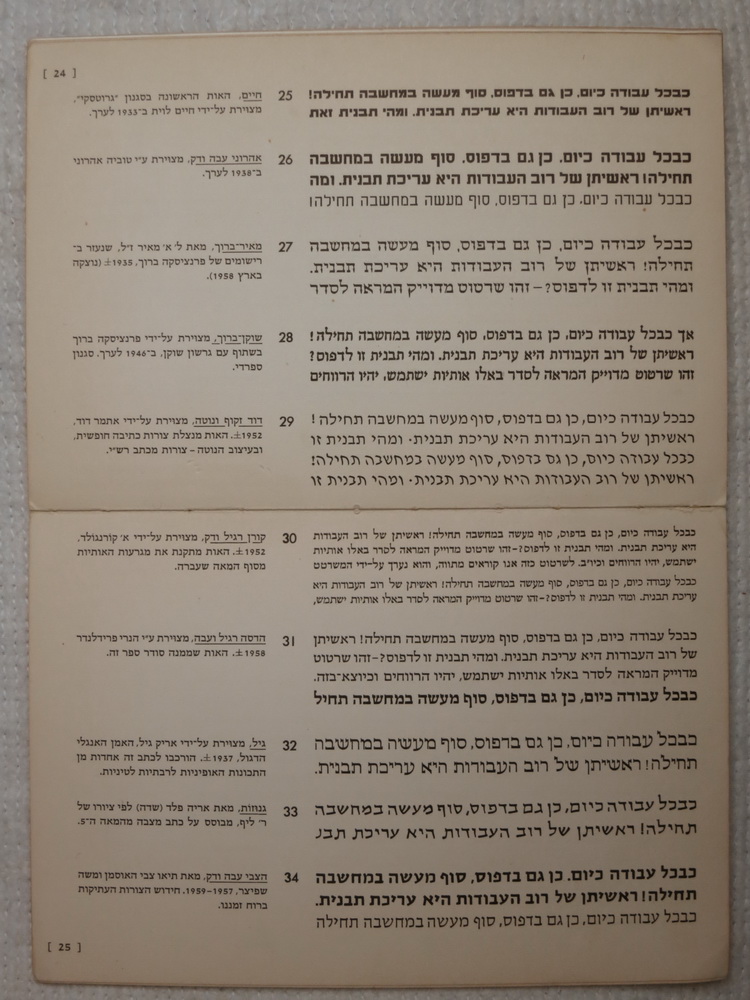 [ 24 ]
ככבל עבודה כיום, כן גם בדפוס, סוף מעשה במחשבה תחילה!
ראשיתן של רוב העבודות היא עריכת תבנית. ומהי תבנית זאת
25
חיים, האות הראשונה בסגנון "גרוטסקי",
מצוירת על־ידי חיים לוית ב־1935 לערך.
ככבל עבודה כיום, כן גם בדפוס, סוף מעשה במחשבה
תחילה! ראשיתן של רוב העבודות היא עריכת תבנית. ומה
ככבל עבודה כיום. כן גם בדפוס, סוף מעשה במחשבה תחילה!
26
אהרוני עבה ודק, מצוירת ע״י טוביה אהרוני
ב־1938 לערך.
ככבל עבודה כיום, כן גם בדפוס, סוף מעשה במחשבה
תחילה! ראשיתן של רוב העבודות היא עריכת תבנית.
ומהי תבנית זו לדפוס? – זהו שרטוט מדוייק המראה לסדר
27
מאיר־ברוך, מאת ל׳ א׳ מאיר ז״ל, שנעזר ב־
רישומים של פרנציסקה ברוך, 1935± (נוצקה
בארץ 1958).
אך ככבל עבודה כיום, כן גם בדפוס, סוף מעשה במחשבה תחילה!
ראשיתן של רוב העבודות היא עריכת תבנית. ומהי תבנית זו לדפוס?
זהו שרטוט מדוייק המראה לסדר באלו אותיות ישתמש, יהיו הרווחים
28
שוקן־ברוך, מצוירת על־ידי פרנציסקה ברוך
בשתוף עם גרשון שוקן, ב־1946 לערך. סגנון
ספרדי.
ככבל עבודה כיום, כן גם בדפוס, סוף מעשה במחשבה תחילה!
ראשיתן של רוב העבודות היא עריכת תבנית · ומהי תבנית זו
ככבל עבודה כיום, כן גם בדפוס, סוף מעשה במחשבה תחילה!
ראשיתן של רוב העבודות היא עריכת תבנית · ומהי תבנית זו
29
דוד זקוף ונוטה, מצוירת על־ידי אתמר דוד,
1952±. האות מנצלת צורות כתיבה חופשית,
ובעיצוב הנוטה – צורות מכתב רש״י.
ככבל עבודה כיום, כן גם בדפוס, סוף מעשה במחשבה תחילה! ראשיתן של רוב העבודות
היא עריכת תבנית. ומהי תבנית זו לדפוס? – זהו שרטוט מדוייק המראה לסדר באלו אותיות
ישתמש, יהיו הרווחים וכיו״ב. לשרטוט כזה אנו קוראים מתווה, והוא נערך על־ידי המשרטט
ככבל עבודה כיום, כן גם בדפוס, סוף מעשה במחשבה תחילה! ראשיתן של רוב העבודות היא
עריכת תבנית. ומהי תבנית זו לדפוס? – זהו שרטוט מדוייק המראה לסדר באלו אותיות ישתמש,
30
קורן רגיל ודק, מצוירת על־ידי א׳ קורנגולד,
1952±. האות מתקנת את מגרעות האותיות
מסוף המאה שעברה.
ככבל עבודה כיום, כן גם בדפוס, סוף מעשה במחשבה תחילה! ראשיתן
של רוב העבודות היא עריכת תבנית. ומהי תבנית זו לדפוס? – זהו שרטוט
מדוייק המראה לסדר באלו אותיות ישתמש, יהיו הרווחים וכיוצא־בזה.
ככבל עבודה כיום, כן גם בדפוס, סוף מעשה במחשבה תחיל
31
הדסה רגיל ועבה, מצוירת ע״י הנרי פרידלנדר
1958±. האות שממנה סודר ספר זה.
ככבל עבודה כיום, כן גם בדפוס, סוף מעשה במחשבה
תחילה! ראשיתן של רוב העבודות היא עריכת תבנית.
32
גיל, מצוירת על־ידי אריק גיל, האמן האנגלי
הדגול, 1937±. הורכבו לכתב זה אחדות מן
התכונות האופיניות לרבתיות לטיניות.
ככבל עבודה כיום, כן גם בדפוס, סוף מעשה במחשבה
תחילה! ראשיתן של רוב העבודות היא עריכת תבנ
33
גנוזות, מאת אריה פלד (שדה) לפי ציורו של
ר׳ ליף, מבוסס על כתב מצבה מהמאה ה־5.
ככבל עבודה כיום. כן גם בדפוס, סוף מעשה במחשבה
תחילה! ראשיתן של רוב העבודות היא עריכת תבנית.
ככבל עבודה כיום, כן גם בדפוס, סוף מעשה במחשבה תחילה
34
הצבי עבה ודק, מאת תיאו צבי האוסמן ומשה
שפיצר, 1957–1959. חידוש הצורות העתיקות
ברוח זמננו.
[ 25 ]